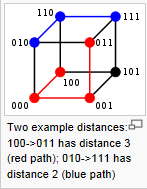 110
111
010
011
100
101
000
001
Two example distances:
100->011 has distance 3
(red path); 010->111 has
distance 2 (blue path)